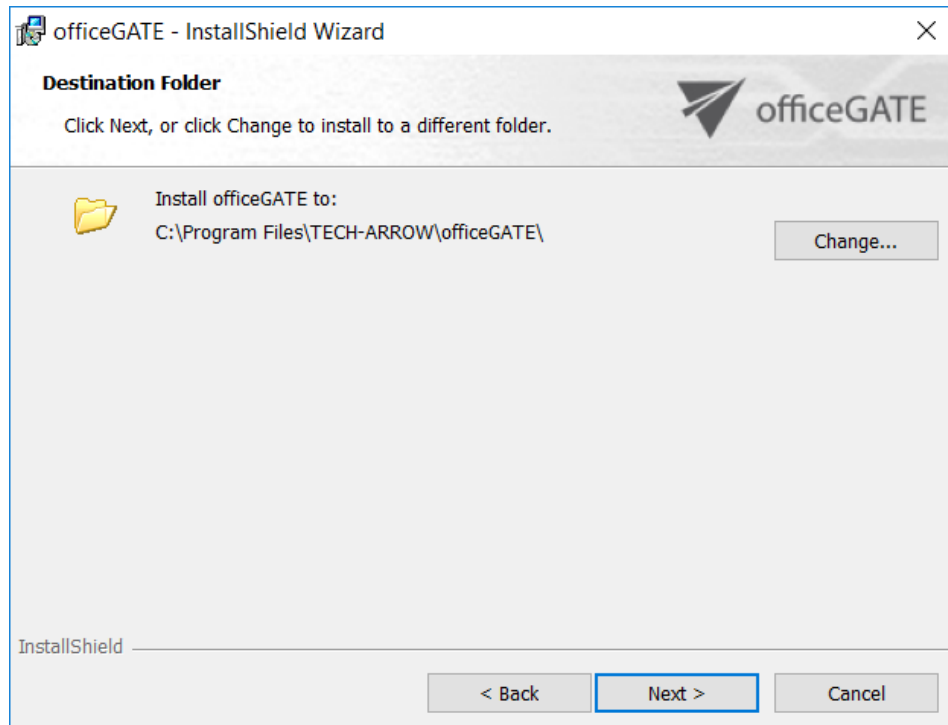 officeGATE - InstallShield Wizard
Destination Folder
Click Next, or click Change to install to a different folder.
officeGATE
Install officeGATE to:
C:\Program Files\TECH-ARROW\officeGATE\
Change...
InstallShield
< Back
Next >
Cancel